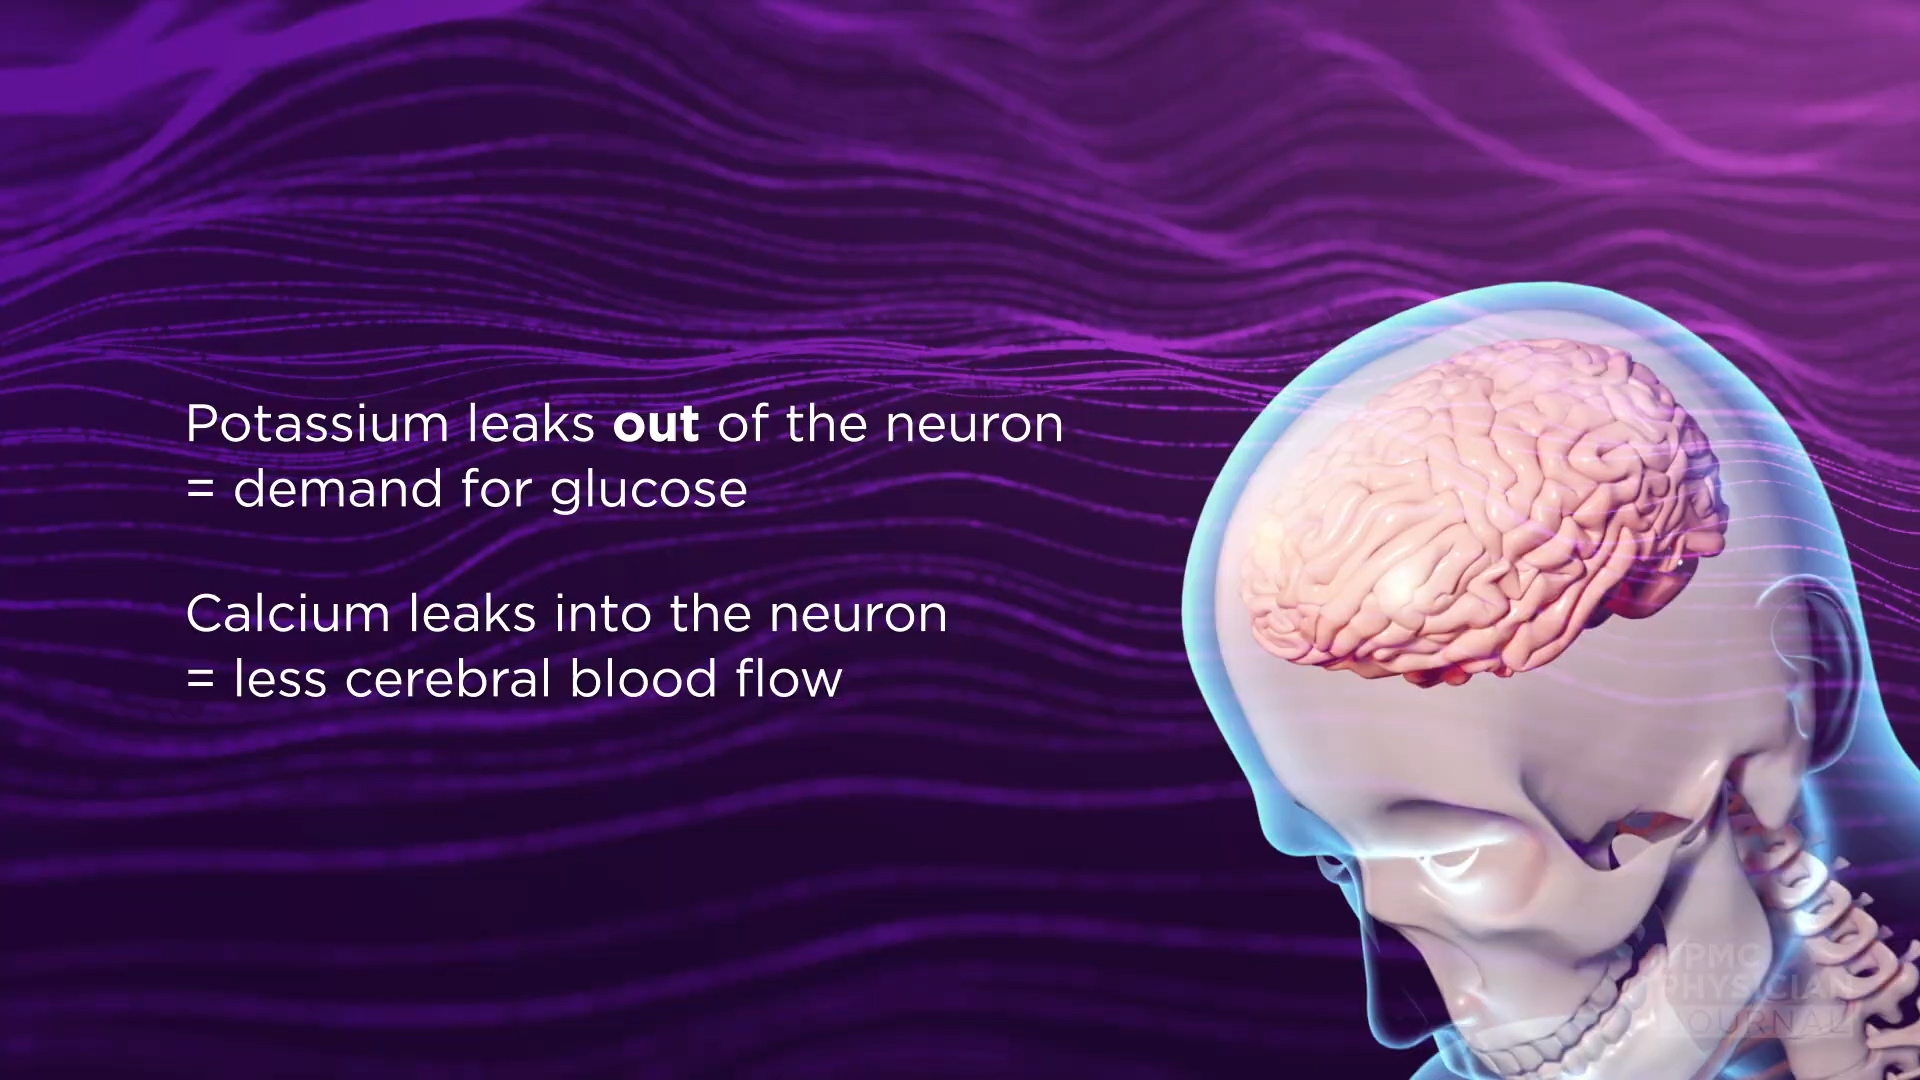 Potassium leaks out of the neuron
= demand for glucose
Calcium leaks into the neuron
= less cerebral blood flow
UPMC
PHYSICIAN
JOURNAL